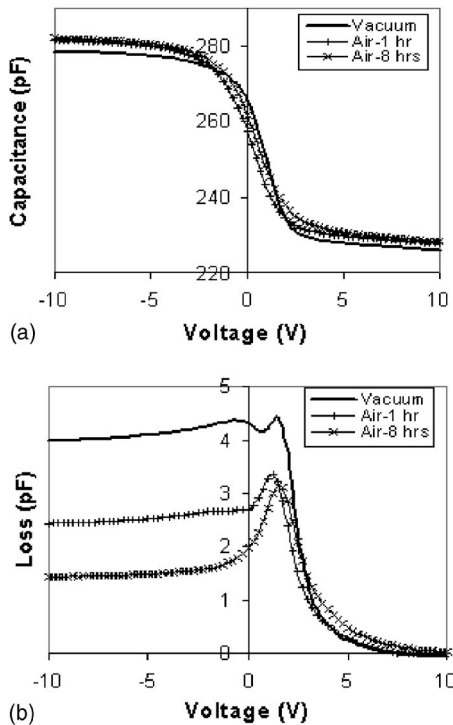 280
260
240
220
Capacitance (pF)
Vacuum
Air-1 hr
Air-8 hrs
-10
-5
0
5
10
Voltage (V)
(a)
5
4
3
2
1
0
Loss (pF)
Vacuum
Air-1 hr
Air-8 hrs
-10
-5
0
5
10
Voltage (V)
(b)